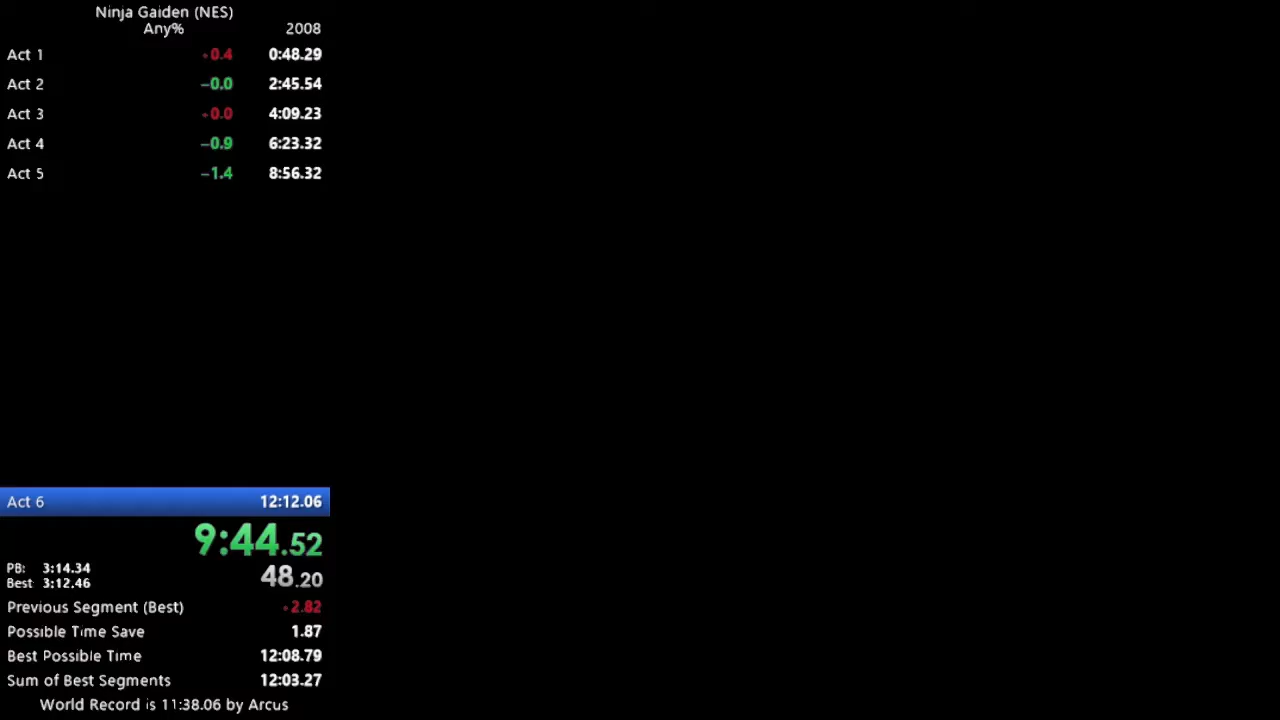 Ninja Gaiden (NES)
Any% 2008
Act 1 +0.4 0:48.29
Act 2 −0.0 2:45.54
Act 3 +0.0 4:09.23
Act 4 −0.9 6:23.32
Act 5 −1.4 8:56.32
Act 6 12:12.06
9:44.52
PB: 3:14.34
Best 3:12.46
48.20
Previous Segment (Best) +2.82
Possible Time Save 1.87
Best Possible Time 12:08.79
Sum of Best Segments 12:03.27
World Record is 11:38.06 by Arcus